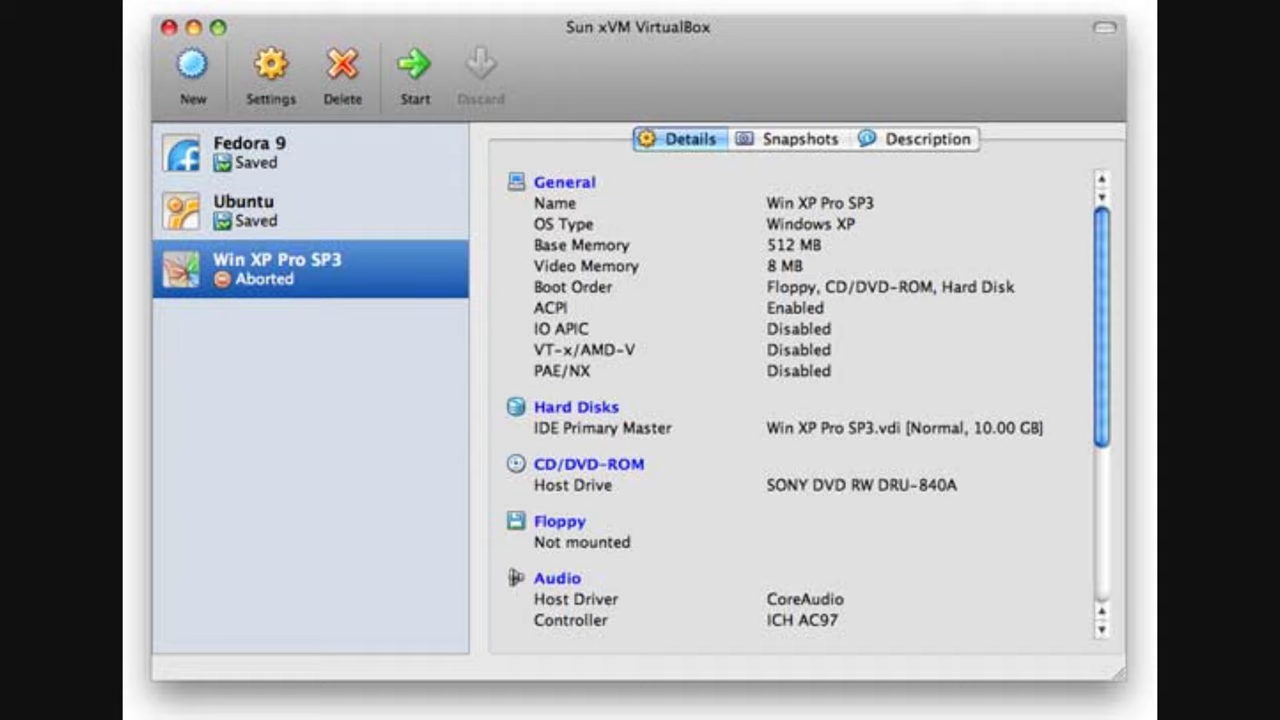 Sun xVM VirtualBox
New Settings Delete Start Discard
Fedora 9
Saved
Ubuntu
Saved
Win XP Pro SP3
Aborted
Details Snapshots Description
General
Name Win XP Pro SP3
OS Type Windows XP
Base Memory 512 MB
Video Memory 8 MB
Boot Order Floppy, CD/DVD-ROM, Hard Disk
ACPI Enabled
IO APIC Disabled
VT-x/AMD-V Disabled
PAE/NX Disabled
Hard Disks
IDE Primary Master Win XP Pro SP3.vdi [Normal, 10.00 GB]
CD/DVD-ROM
Host Drive SONY DVD RW DRU-840A
Floppy
Not mounted
Audio
Host Driver CoreAudio
Controller ICH AC97